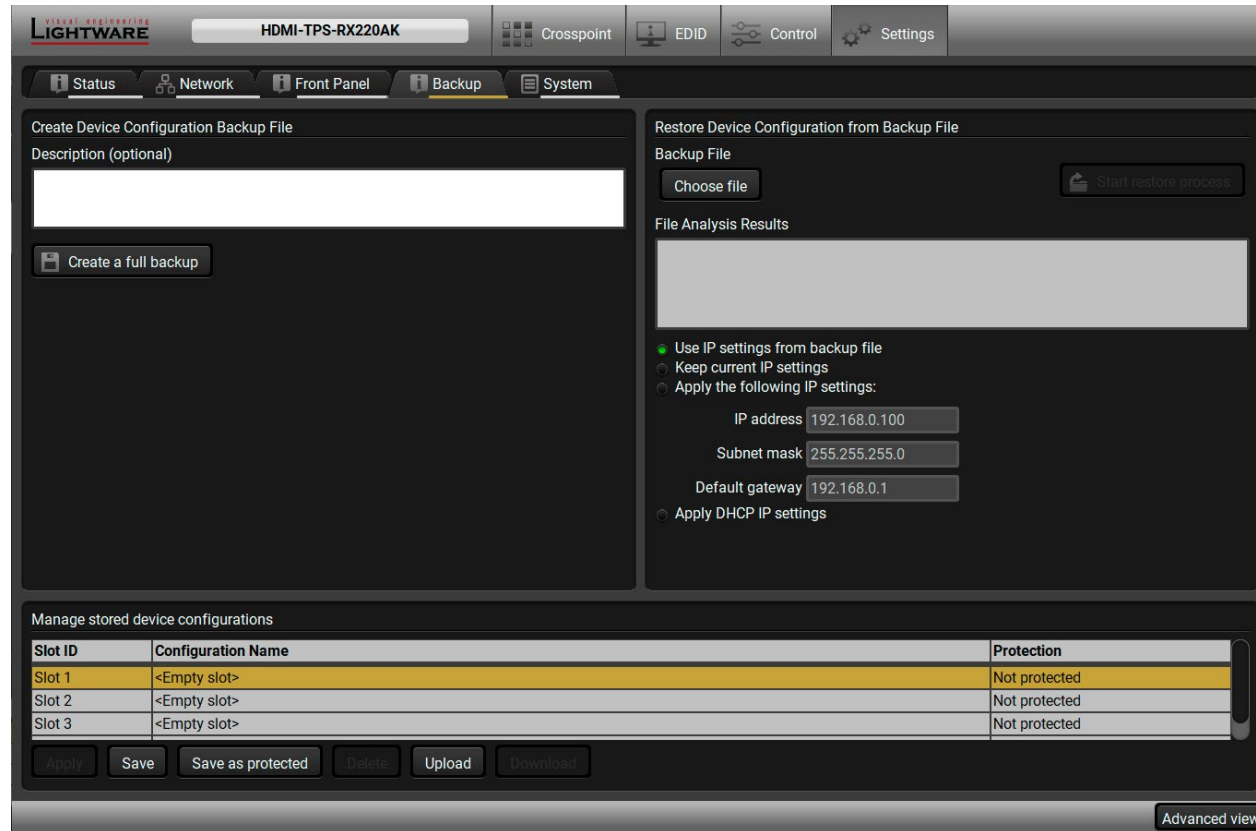 visual engineering
LIGHTWARE
HDMI-TPS-RX220AK
Crosspoint
EDID
Control
Settings
Status
Network
Front Panel
Backup
System
Create Device Configuration Backup File
Description (optional)
Create a full backup
Restore Device Configuration from Backup File
Backup File
Choose file
Start restore process
File Analysis Results
Use IP settings from backup file
Keep current IP settings
Apply the following IP settings:
IP address 192.168.0.100
Subnet mask 255.255.255.0
Default gateway 192.168.0.1
Apply DHCP IP settings
Manage stored device configurations
Slot ID Configuration Name Protection
Slot 1 <Empty slot> Not protected
Slot 2 <Empty slot> Not protected
Slot 3 <Empty slot> Not protected
Apply Save Save as protected Delete Upload Download
Advanced view